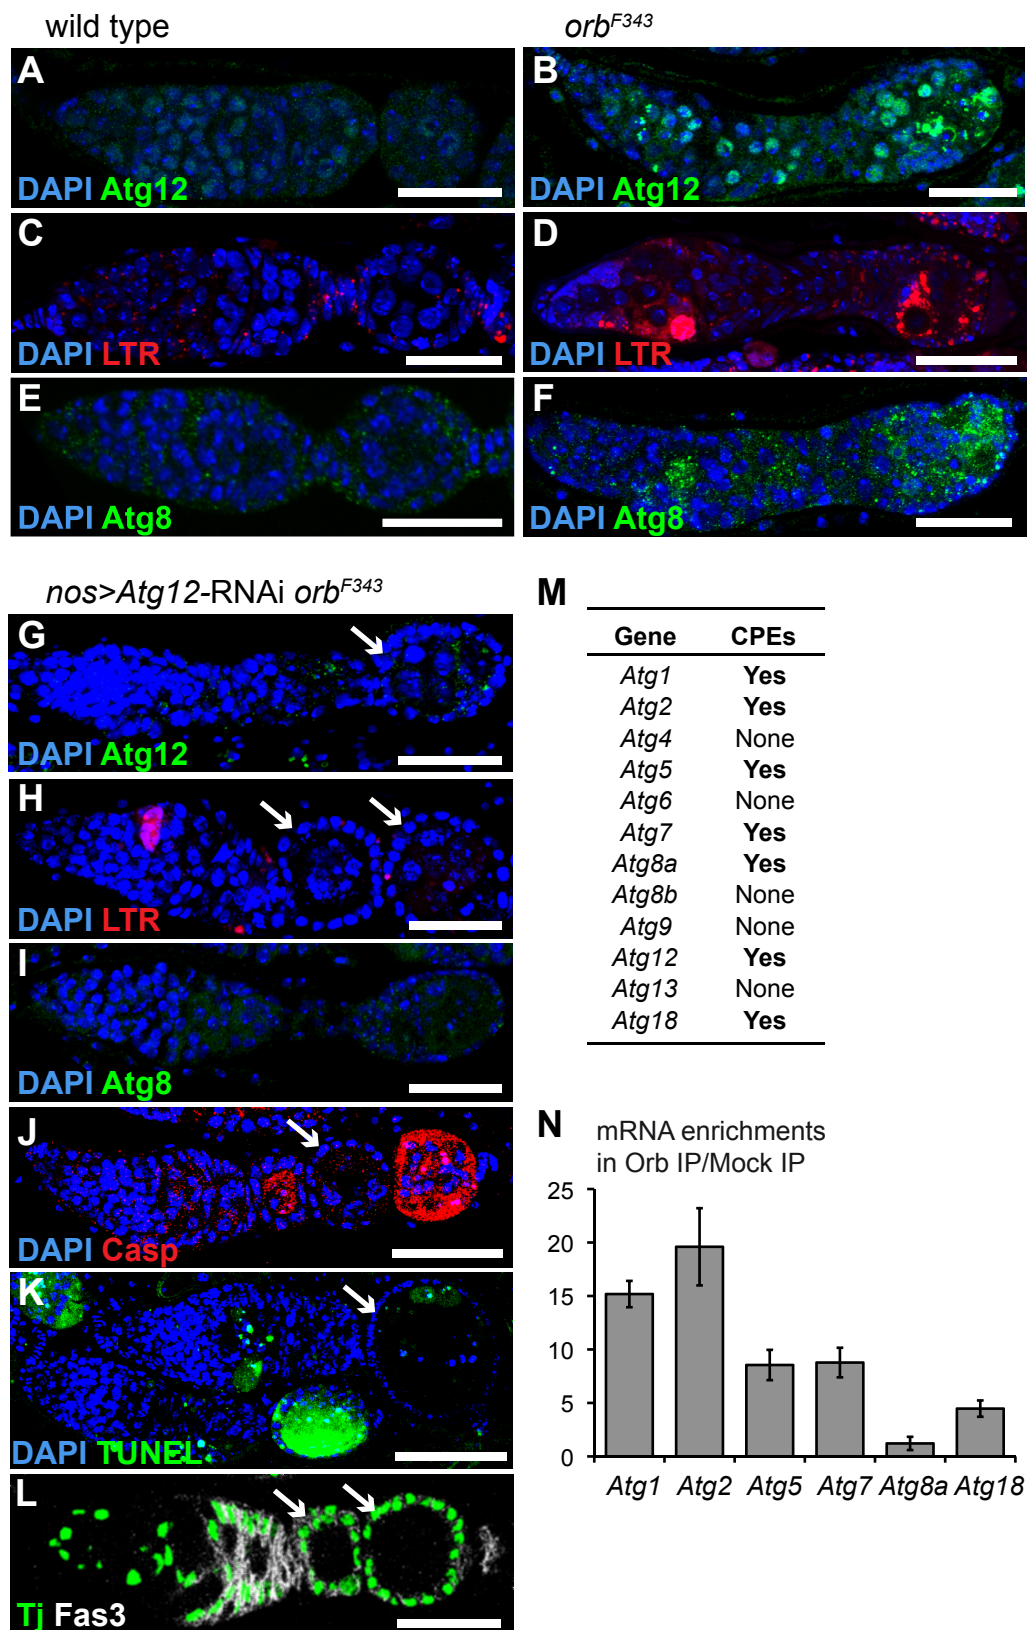 wild type
orbF343
A
DAPI Atg12
B
DAPI Atg12
C
DAPI LTR
D
DAPI LTR
E
DAPI Atg8
F
DAPI Atg8
nos>Atg12-RNAi orbF343
G
DAPI Atg12
H
DAPI LTR
I
DAPI Atg8
J
DAPI Casp
K
DAPI TUNEL
L
Tj Fas3
M
Gene CPEs
Atg1 Yes
Atg2 Yes
Atg4 None
Atg5 Yes
Atg6 None
Atg7 Yes
Atg8a Yes
Atg8b None
Atg9 None
Atg12 Yes
Atg13 None
Atg18 Yes
N
mRNA enrichments
in Orb IP/Mock IP
25
20
15
10
5
0
Atg1 Atg2 Atg5 Atg7 Atg8a Atg18